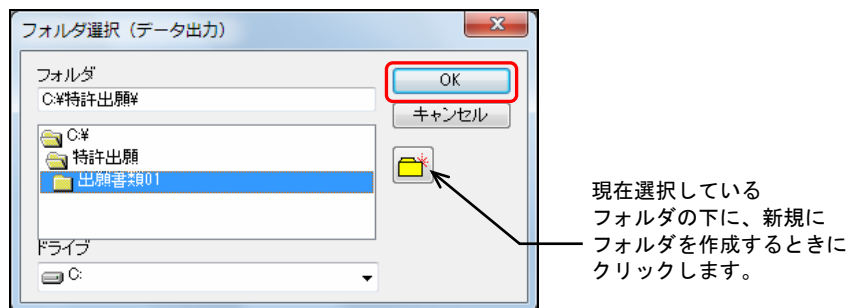 フォルダ選択（データ出力）
フォルダ
C:¥特許出願¥
OK
キャンセル
C:¥
特許出願
出願書類01
ドライブ
C:
現在選択している
フォルダの下に、新規に
フォルダを作成するときに
クリックします。